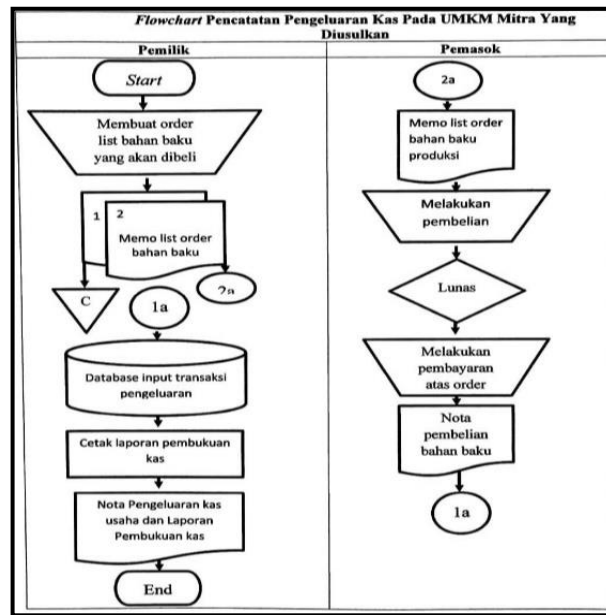 Flowchart Pencatatan Pengeluaran Kas Pada UMKM Mitra Yang
Diusulkan
Pemilik
Start
Membuat order
list bahan baku
yang akan dibeli
1
2
Memo list order
bahan baku
C
2a
1a
Database input transaksi
pengeluaran
Cetak laporan pembukuan
kas
Nota Pengeluaran kas
usaha dan Laporan
Pembukuan kas
End
Pemasok
2a
Memo list order
bahan baku
produksi
Melakukan
pembelian
Lunas
Melakukan
pembayaran
atas order
Nota
pembelian
bahan baku
1a